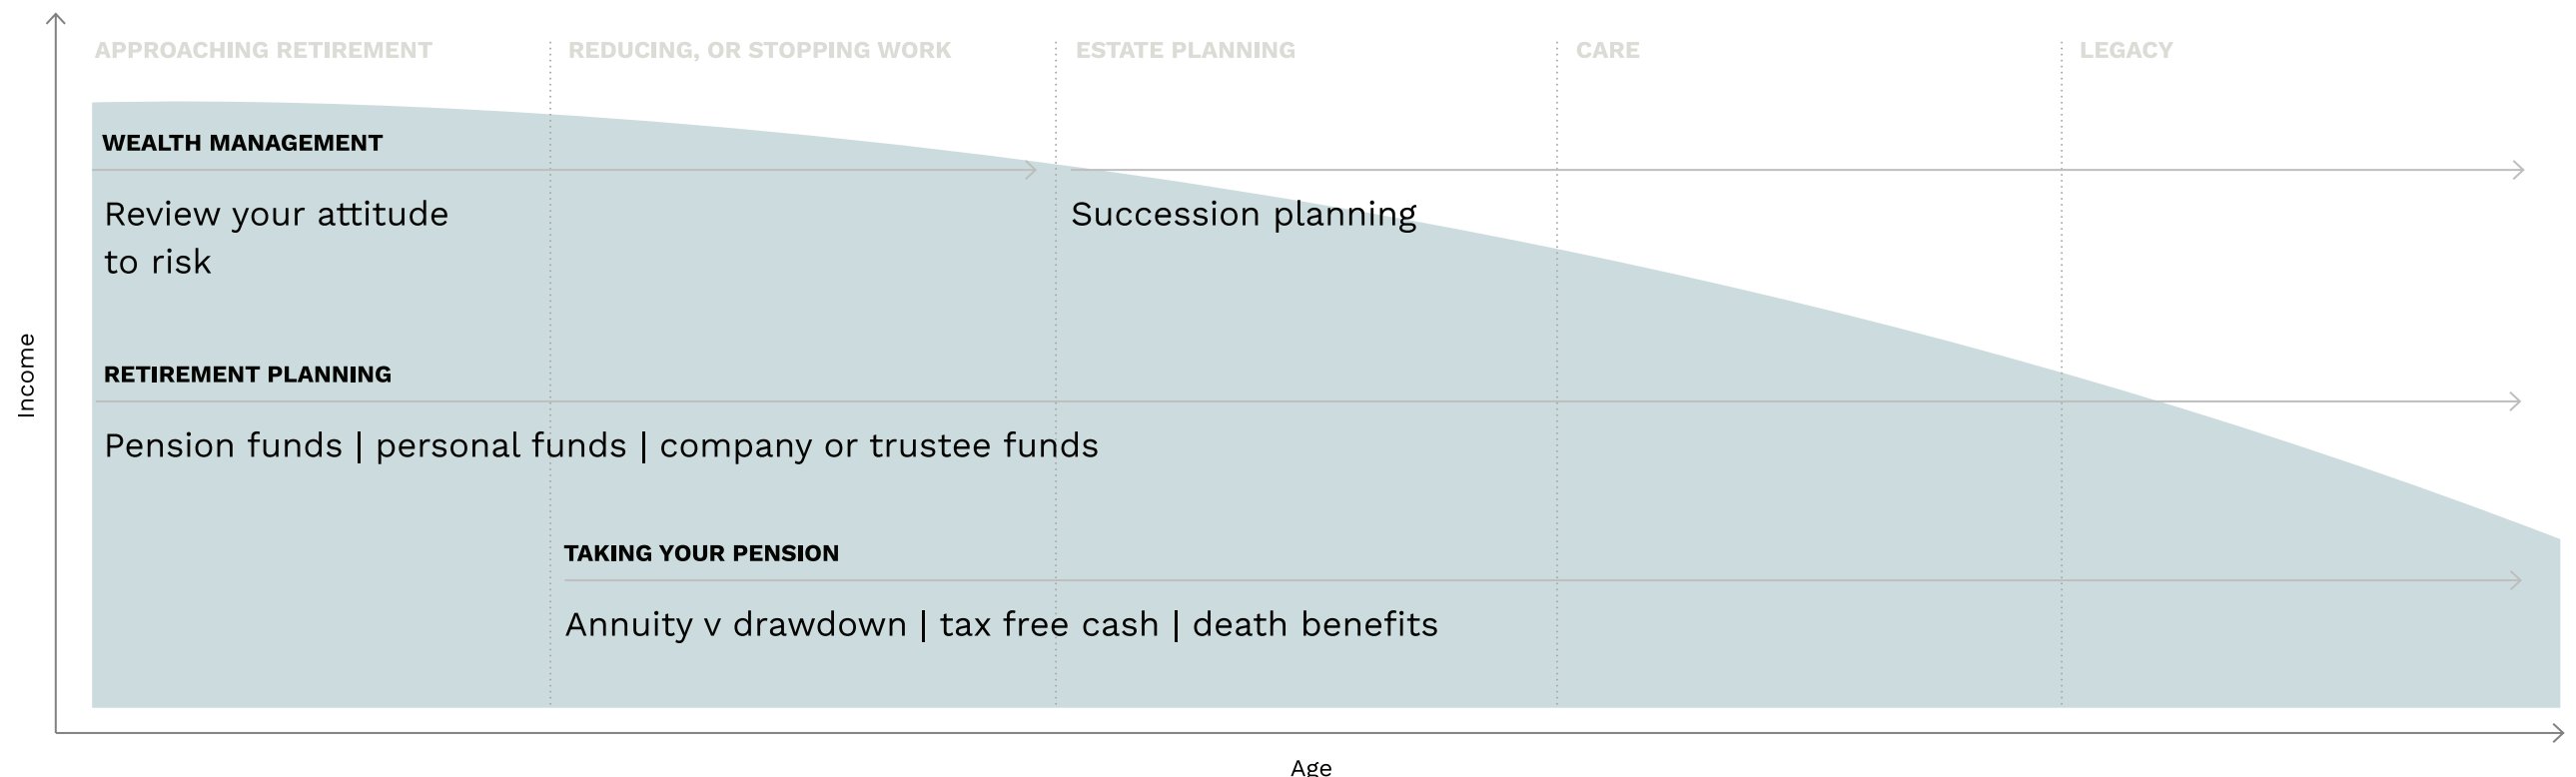 APPROACHING RETIREMENT
REDUCING, OR STOPPING WORK
ESTATE PLANNING
CARE
LEGACY
WEALTH MANAGEMENT
Review your attitude
to risk
Succession planning
Income
RETIREMENT PLANNING
Pension funds | personal funds | company or trustee funds
TAKING YOUR PENSION
Annuity v drawdown | tax free cash | death benefits
Age